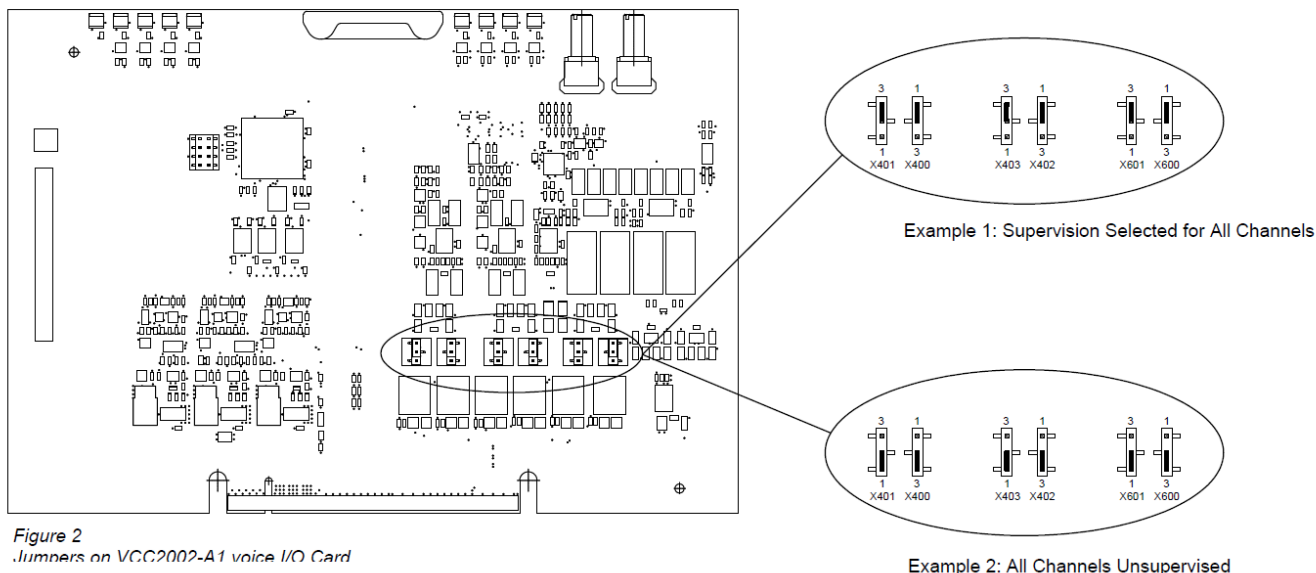 3 1 3 1 3 1
1 3 1 3 1 3
X401 X400 X403 X402 X601 X600
Example 1: Supervision Selected for All Channels
3 1 3 1 3 1
1 3 1 3 1 3
X401 X400 X403 X402 X601 X600
Figure 2
Jumpers on VCC2002-A1 voice I/O Card
Example 2: All Channels Unsupervised